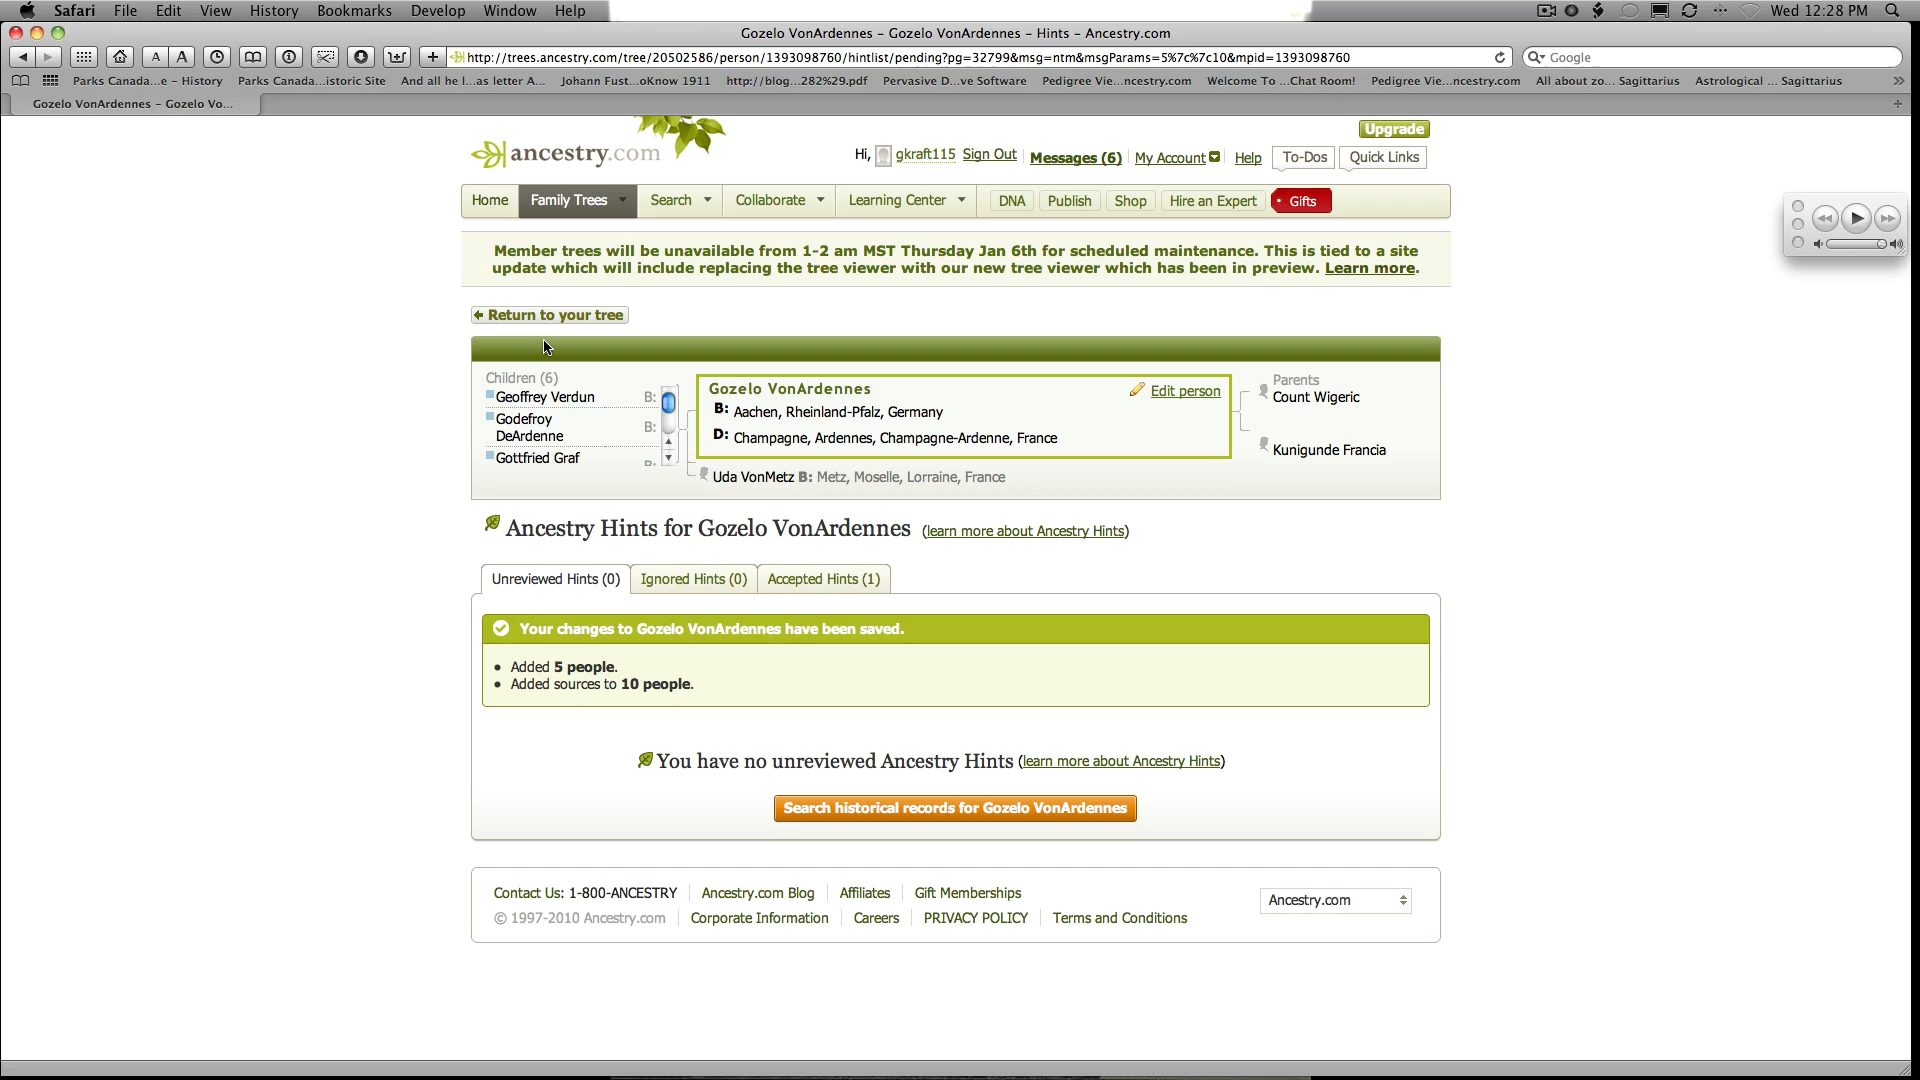 Safari File Edit View History Bookmarks Develop Window Help Wed 12:28 PM
Gozelo VonArdennes – Gozelo VonArdennes – Hints – Ancestry.com
A A http://trees.ancestry.com/tree/20502586/person/1393098760/hintlist/pending?pg=32799&msg=ntm&msgParams=5%7c%7c10&mpid=1393098760 Google
Parks Canada...e – History Parks Canada...istoric Site And all he l...as letter A... Johann Fust...oKnow 1911 http://blog...282%29.pdf Pervasive D...ve Software Pedigree Vie...ncestry.com Welcome To ...Chat Room! Pedigree Vie...ncestry.com All about zo... Sagittarius Astrological ... Sagittarius
Gozelo VonArdennes – Gozelo Vo...
Upgrade
ancestry.com
Hi, gkraft115 Sign Out Messages (6) My Account Help To-Dos Quick Links
Home Family Trees Search Collaborate Learning Center DNA Publish Shop Hire an Expert Gifts
Member trees will be unavailable from 1-2 am MST Thursday Jan 6th for scheduled maintenance. This is tied to a site
update which will include replacing the tree viewer with our new tree viewer which has been in preview. Learn more.
Return to your tree
Children (6)
Geoffrey Verdun B:
Godefroy
DeArdenne B:
Gottfried Graf B:
Gozelo VonArdennes Edit person
B: Aachen, Rheinland-Pfalz, Germany
D: Champagne, Ardennes, Champagne-Ardenne, France
Uda VonMetz B: Metz, Moselle, Lorraine, France
Parents
Count Wigeric
Kunigunde Francia
Ancestry Hints for Gozelo VonArdennes (learn more about Ancestry Hints)
Unreviewed Hints (0) Ignored Hints (0) Accepted Hints (1)
Your changes to Gozelo VonArdennes have been saved.
• Added 5 people.
• Added sources to 10 people.
You have no unreviewed Ancestry Hints (learn more about Ancestry Hints)
Search historical records for Gozelo VonArdennes
Contact Us: 1-800-ANCESTRY Ancestry.com Blog Affiliates Gift Memberships
© 1997-2010 Ancestry.com Corporate Information Careers PRIVACY POLICY Terms and Conditions
Ancestry.com